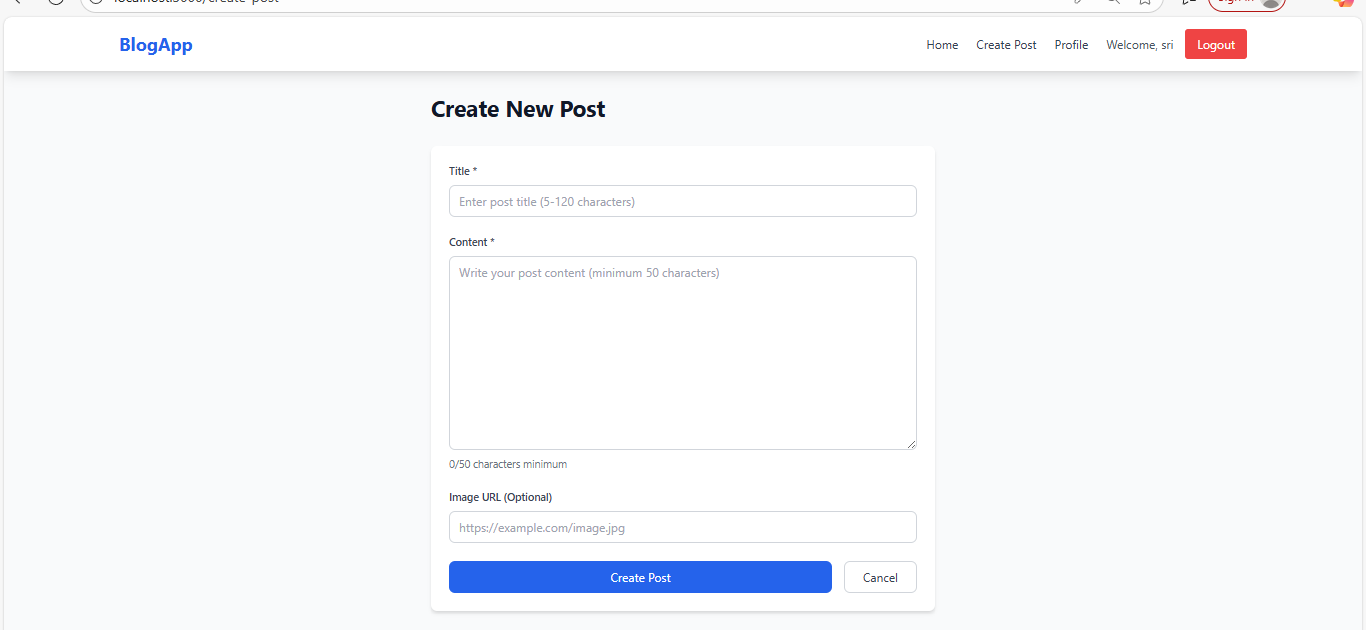 BlogApp
Home Create Post Profile Welcome, sri Logout
Create New Post
Title *
Enter post title (5-120 characters)
Content *
Write your post content (minimum 50 characters)
0/50 characters minimum
Image URL (Optional)
https://example.com/image.jpg
Create Post Cancel